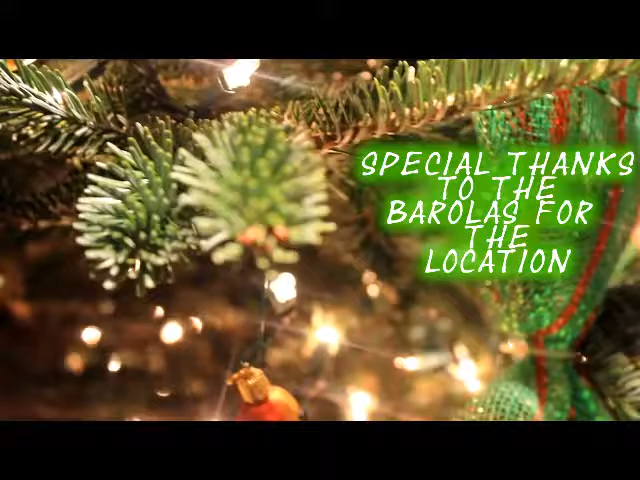 SPECIAL THANKS
TO THE
BAROLAS FOR
THE
LOCATION